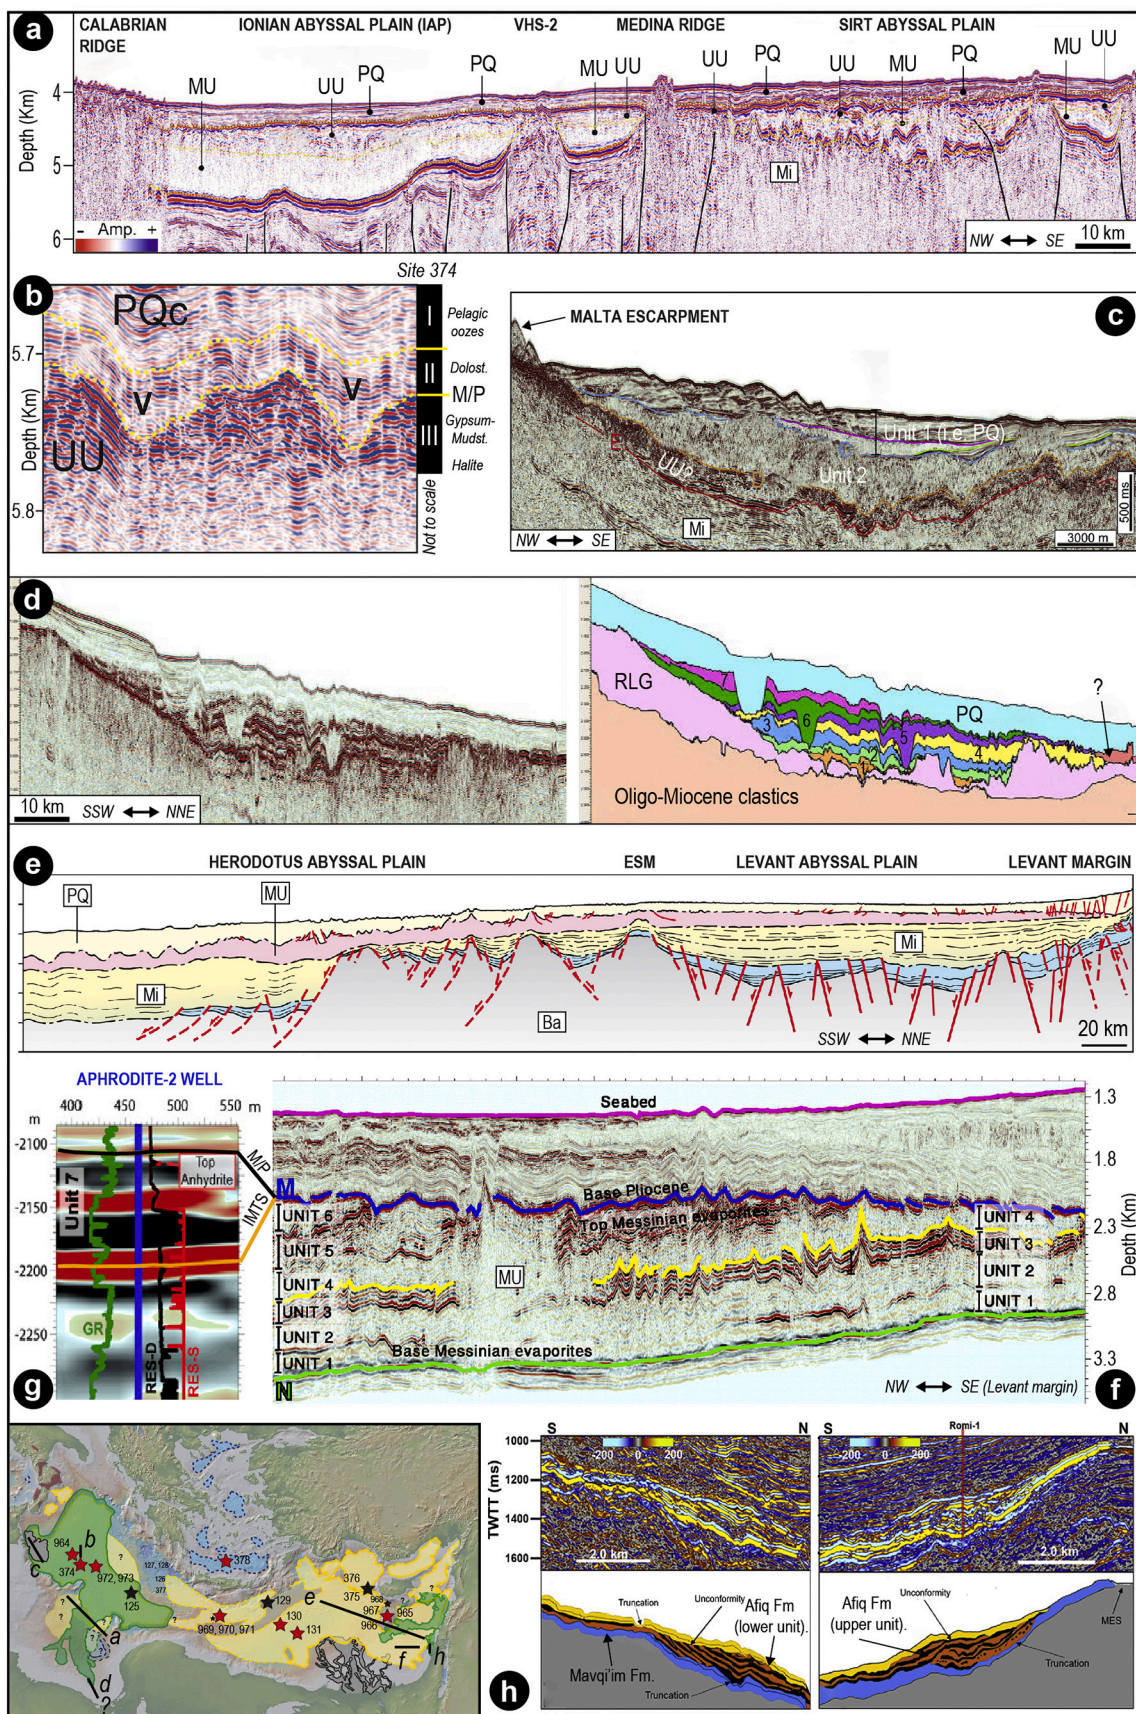 a
CALABRIAN
RIDGE
IONIAN ABYSSAL PLAIN (IAP)
VHS-2
MEDINA RIDGE
SIRT ABYSSAL PLAIN
MU
UU
PQ
PQ
MU
UU
UU
PQ
UU
MU
PQ
MU
UU
Depth (Km)
4
5
6
Mi
- Amp. +
NW SE
10 km
b
Site 374
PQc
V
V
UU
Depth (Km)
5.7
5.8
I
II
III
Pelagic
oozes
Dolost.
M/P
Gypsum-
Mudst.
Halite
Not to scale
c
MALTA ESCARPMENT
Unit 1 (i.e. PQ)
Unit 2
UU?
Mi
NW SE
500 ms
3000 m
d
10 km
SSW NNE
RLG
7
6
3
5
4
2
1
PQ
?
Oligo-Miocene clastics
e
HERODOTUS ABYSSAL PLAIN
ESM
LEVANT ABYSSAL PLAIN
LEVANT MARGIN
PQ
MU
Mi
Mi
Ba
SSW NNE
20 km
APHRODITE-2 WELL
400 450 500 550 m
m
-2100
-2150
-2200
-2250
Unit 7
Top
Anhydrite
GR
RES-D
RES-S
M/P
IMTS
g
Seabed
M
Base Pliocene
Top Messinian evaporites
UNIT 6
UNIT 5
UNIT 4
UNIT 3
UNIT 2
UNIT 1
MU
UNIT 4
UNIT 3
UNIT 2
UNIT 1
Base Messinian evaporites
N
NW SE (Levant margin)
1.3
1.8
2.3
2.8
3.3
Depth (Km)
f
964
b
374
c
972, 973
125
127, 128
126
377
378
129
969, 970, 971
130
131
376
375
968
967
966
965
e
a
d
?
f
h
S N
-200 0 200
TWTT (ms)
1000
1200
1400
1600
2.0 km
Romi-1
S N
-200 0 200
2.0 km
h
Truncation
Unconformity
Afiq Fm
(lower unit).
Mavqi'im Fm.
Truncation
Unconformity
Afiq Fm
(upper unit).
MES
Truncation